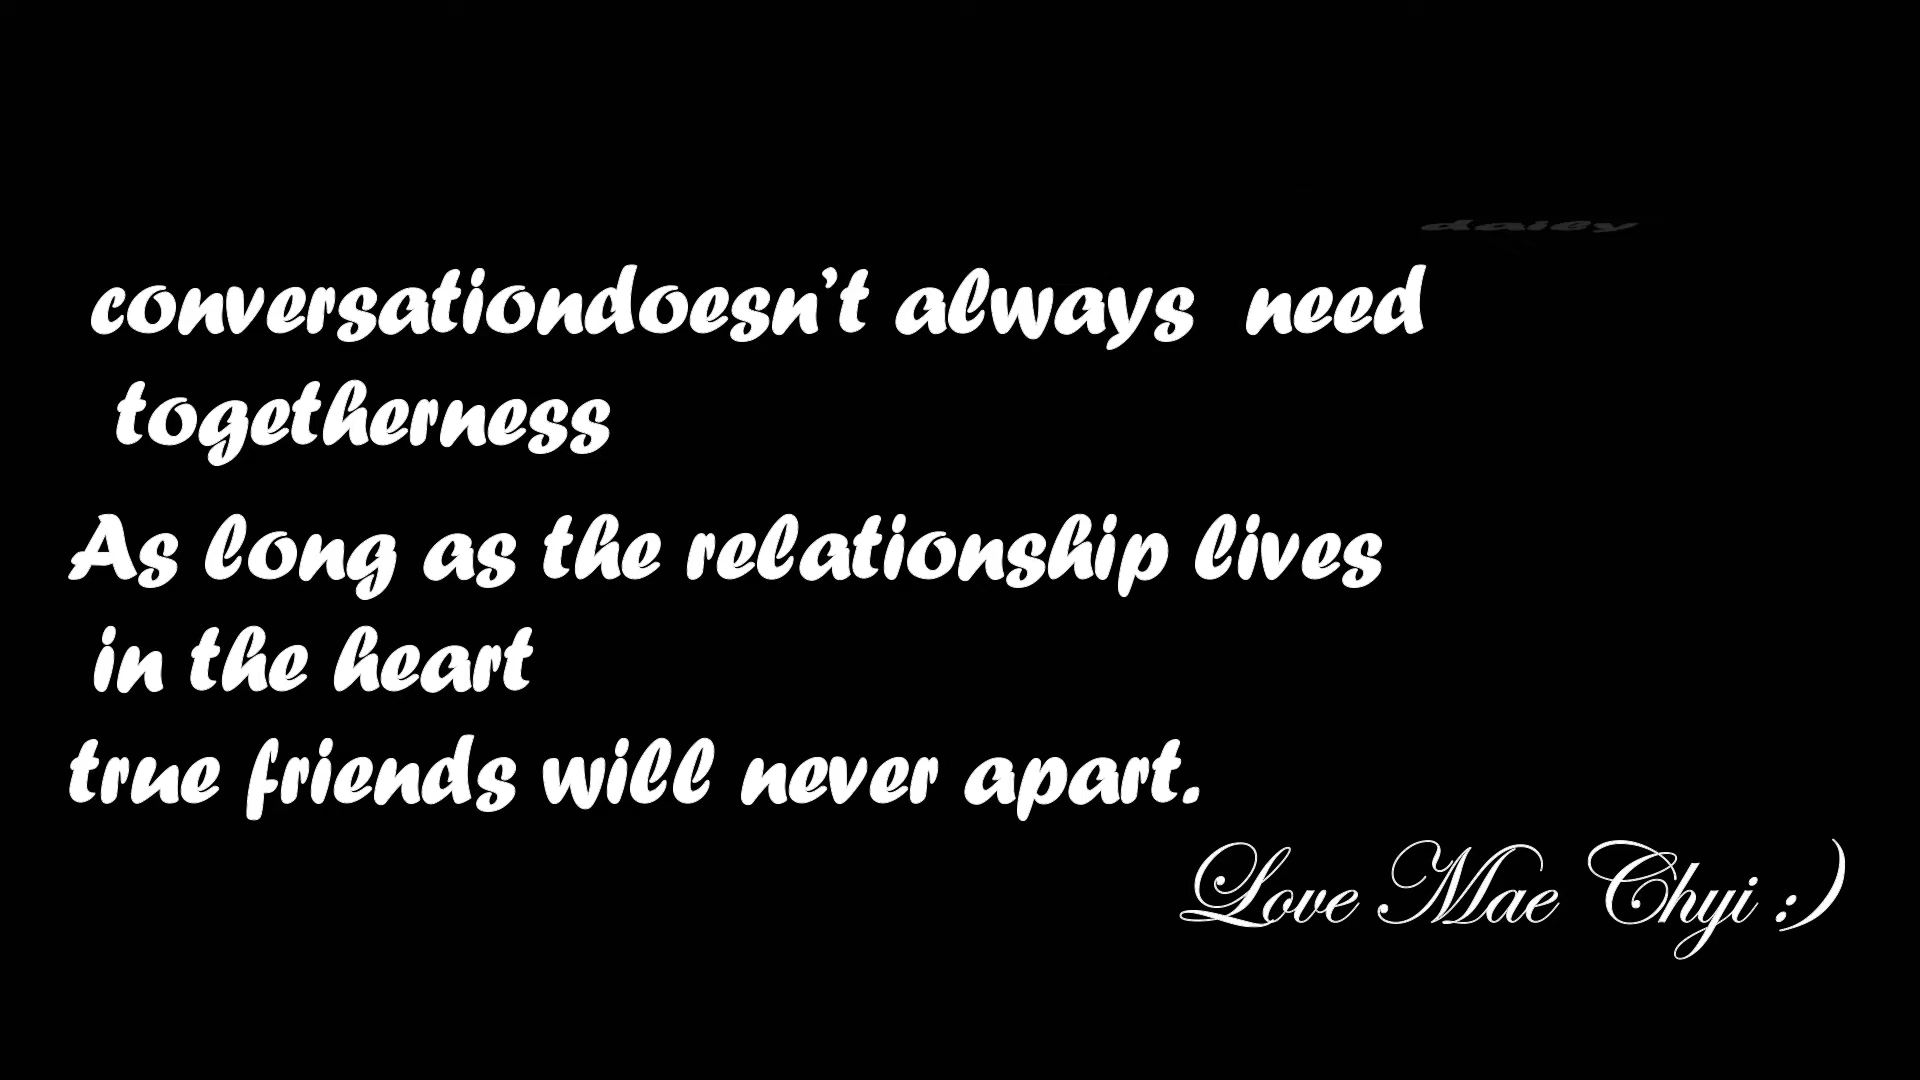 daily
conversationdoesn't always need
togetherness
As long as the relationship lives
in the heart
true friends will never apart.
Love Mae Chyi :)